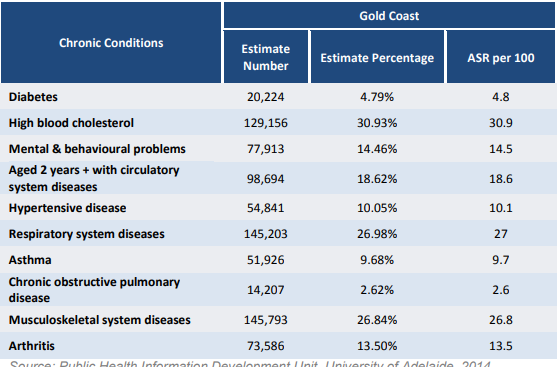 Chronic Conditions
Gold Coast
Estimate Number
Estimate Percentage
ASR per 100
Diabetes 20,224 4.79% 4.8
High blood cholesterol 129,156 30.93% 30.9
Mental & behavioural problems 77,913 14.46% 14.5
Aged 2 years + with circulatory
system diseases 98,694 18.62% 18.6
Hypertensive disease 54,841 10.05% 10.1
Respiratory system diseases 145,203 26.98% 27
Asthma 51,926 9.68% 9.7
Chronic obstructive pulmonary
disease 14,207 2.62% 2.6
Musculoskeletal system diseases 145,793 26.84% 26.8
Arthritis 73,586 13.50% 13.5
Source: Public Health Information Development Unit, University of Adelaide, 2014